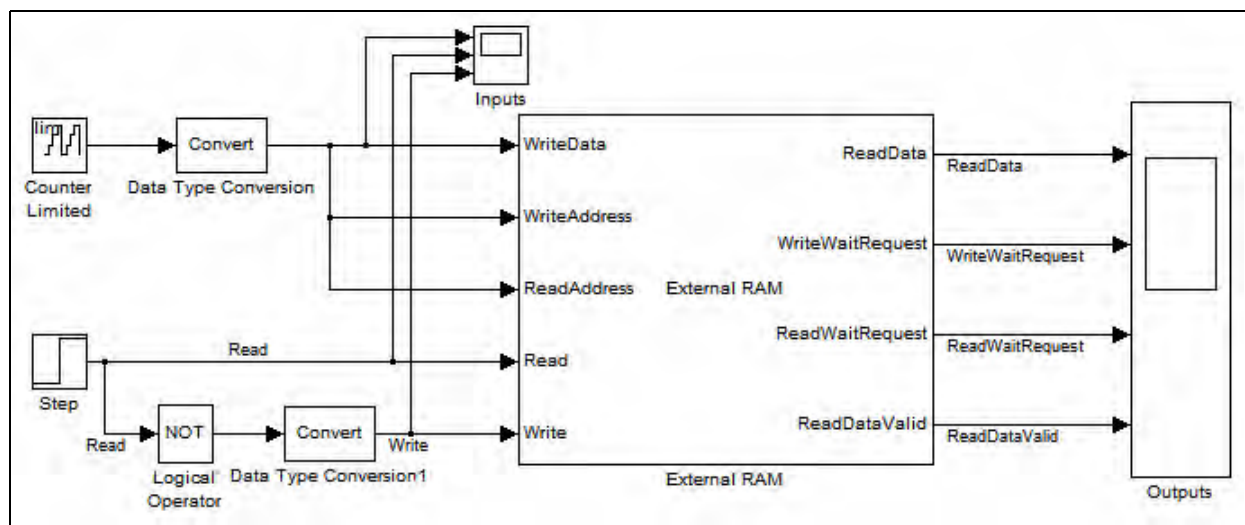 Inputs
lim
Counter
Limited
Convert
Data Type Conversion
WriteData
WriteAddress
ReadAddress
Read
Write
External RAM
ReadData
WriteWaitRequest
ReadWaitRequest
ReadDataValid
External RAM
ReadData
WriteWaitRequest
ReadWaitRequest
ReadDataValid
Outputs
Step
Read
Read
NOT
Logical
Operator
Convert
Data Type Conversion1
Write